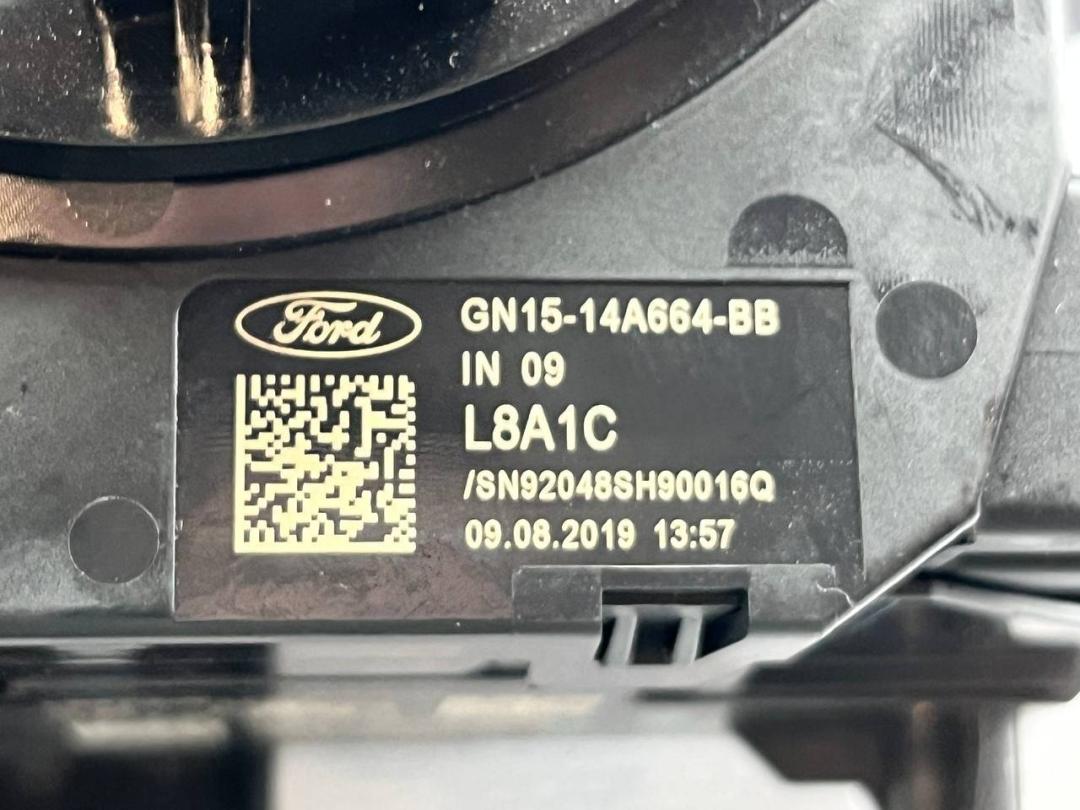 Ford
GN15-14A664-BB
IN 09
L8A1C
/SN92048SH90016Q
09.08.2019 13:57